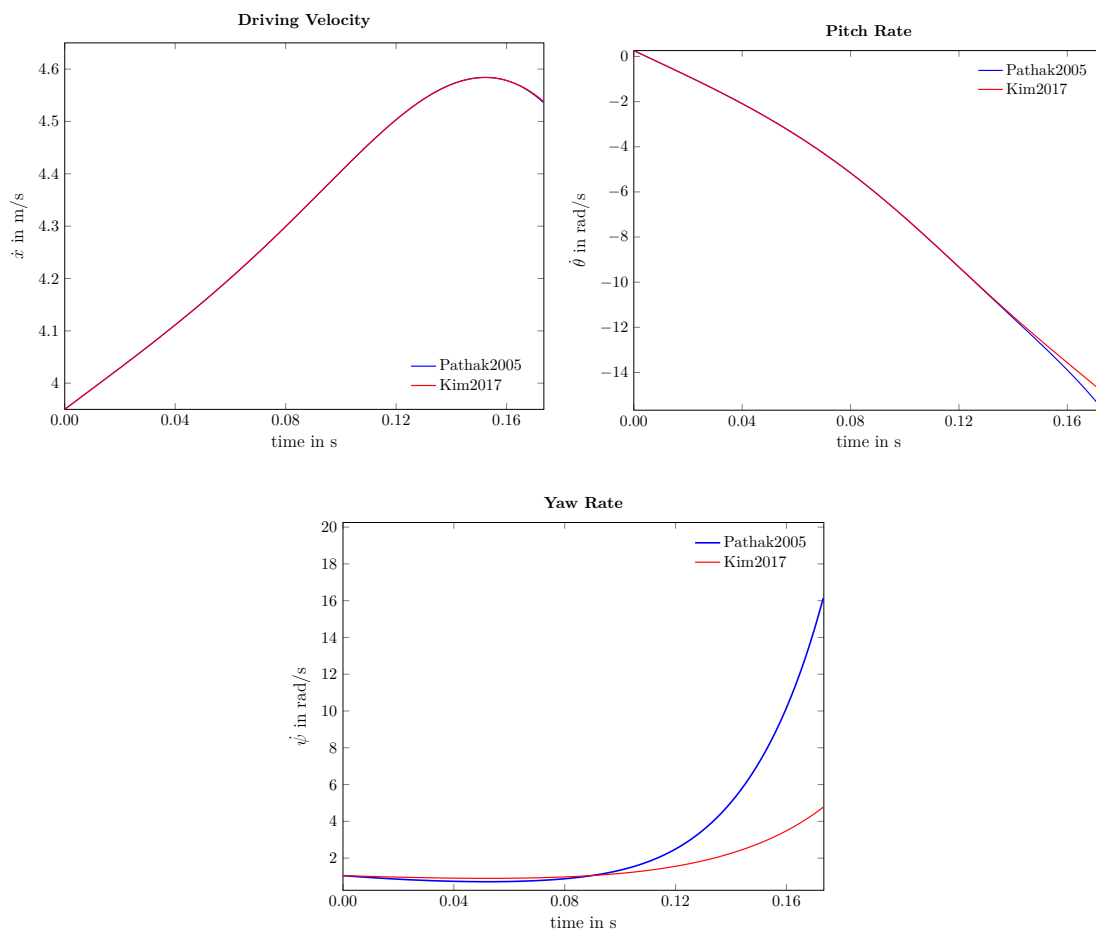 Driving Velocity
4.6
4.5
4.4
4.3
4.2
4.1
4
ẋ in m/s
Pathak2005
Kim2017
0.00 0.04 0.08 0.12 0.16
time in s
Pitch Rate
0
−2
−4
−6
−8
−10
−12
−14
θ̇ in rad/s
Pathak2005
Kim2017
0.00 0.04 0.08 0.12 0.16
time in s
Yaw Rate
20
18
16
14
12
10
8
6
4
2
ψ̇ in rad/s
Pathak2005
Kim2017
0.00 0.04 0.08 0.12 0.16
time in s